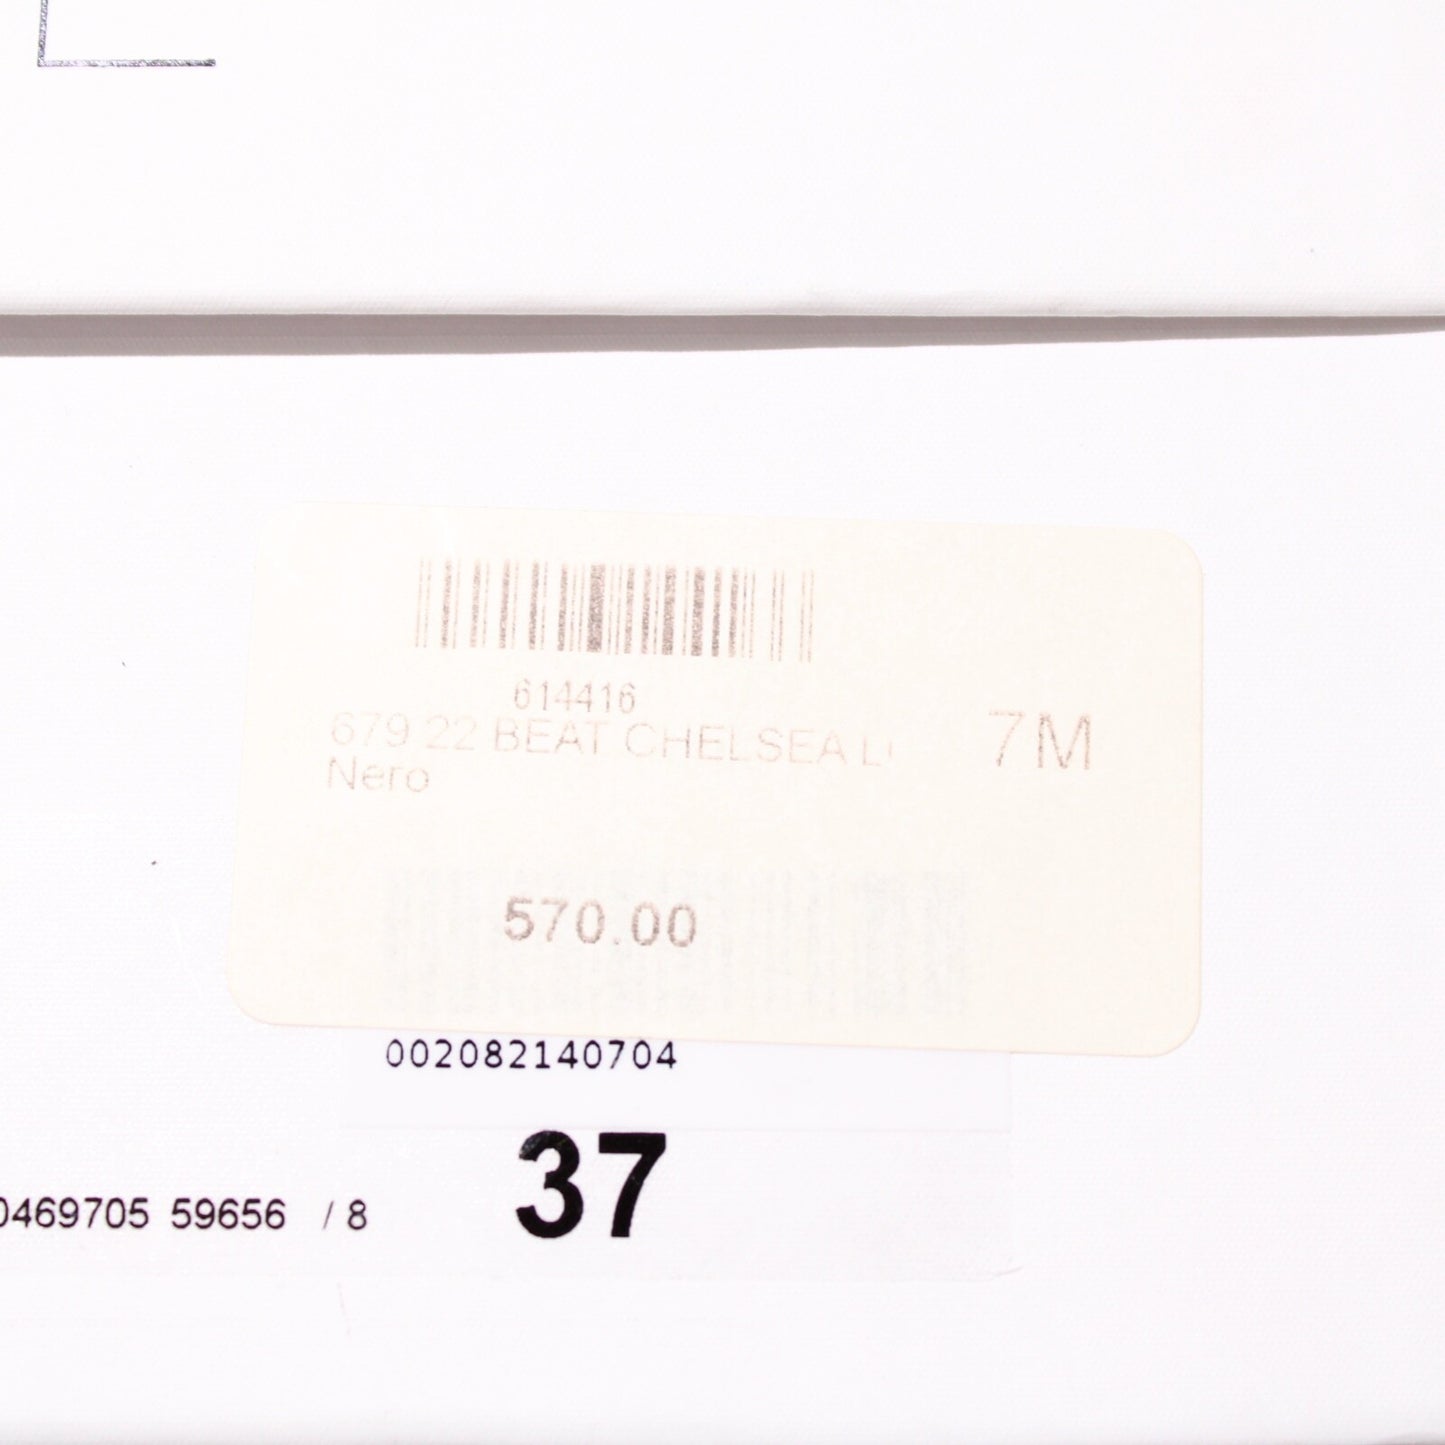 614416
679 22 BEAT CHELSEA
7M
Nero
570.00
002082140704
37
0469705 59656 / 8